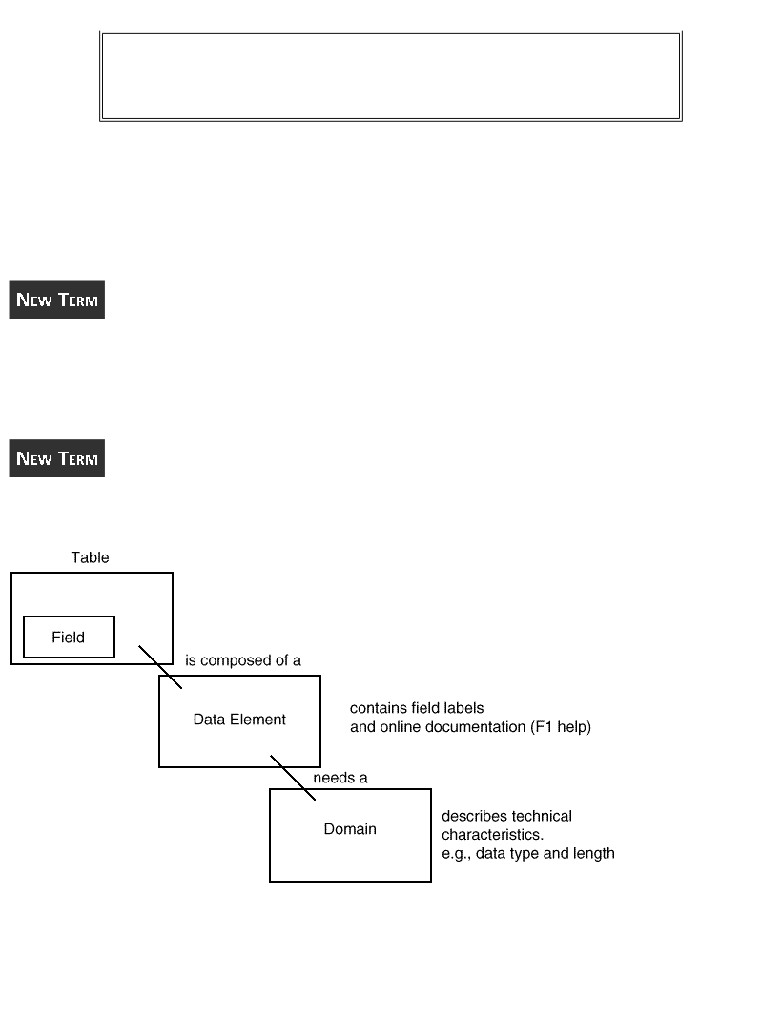 NEW TERM
NEW TERM
Table
Field
is composed of a
Data Element
contains field labels
and online documentation (F1 help)
needs a
Domain
describes technical
characteristics.
e.g., data type and length